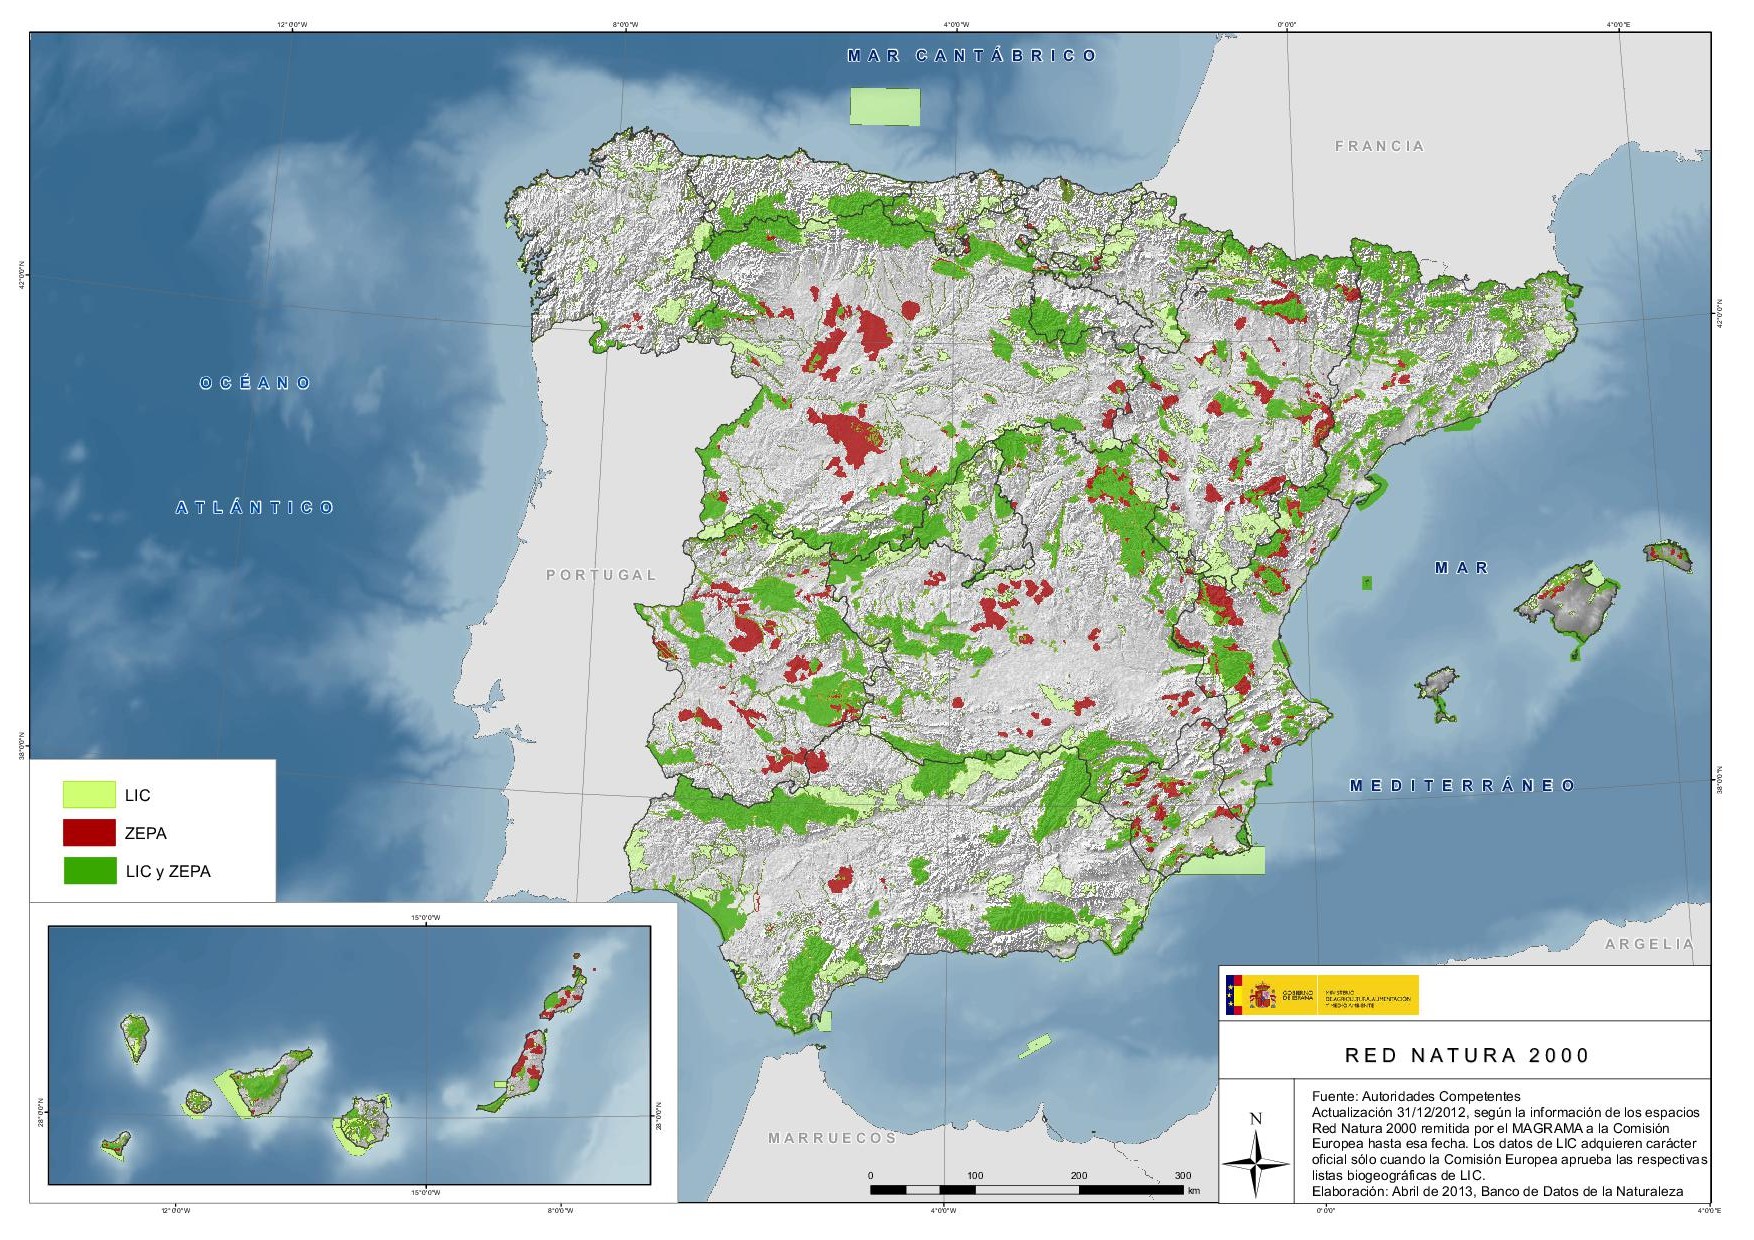 12°0'0"W 8°0'0"W 4°0'0"W 0°0'0" 4°0'0"E
MAR CANTÁBRICO
FRANCIA
42°0'0"N
42°0'0"N
OCÉANO
ATLÁNTICO
PORTUGAL
MAR
MEDITERRÁNEO
38°0'0"N
38°0'0"N
LIC
ZEPA
LIC y ZEPA
15°0'0"W
28°0'0"N
28°0'0"N
15°0'0"W
ARGELIA
MARRUECOS
0 100 200 300
km
GOBIERNO
DE ESPAÑA
MINISTERIO
DE AGRICULTURA, ALIMENTACIÓN
Y MEDIO AMBIENTE
RED NATURA 2000
N
Fuente: Autoridades Competentes
Actualización 31/12/2012, según la información de los espacios
Red Natura 2000 remitida por el MAGRAMA a la Comisión
Europea hasta esa fecha. Los datos de LIC adquieren carácter
oficial sólo cuando la Comisión Europea aprueba las respectivas
listas biogeográficas de LIC.
Elaboración: Abril de 2013, Banco de Datos de la Naturaleza
12°0'0"W 8°0'0"W 4°0'0"W 0°0'0" 4°0'0"E